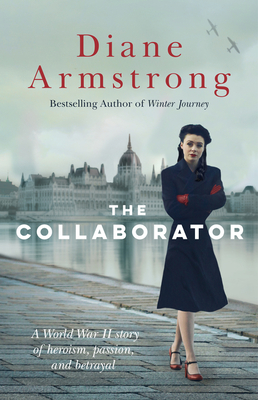 Diane
Armstrong
Bestselling Author of Winter Journey
THE
COLLABORATOR
A World War II story
of heroism, passion,
and betrayal